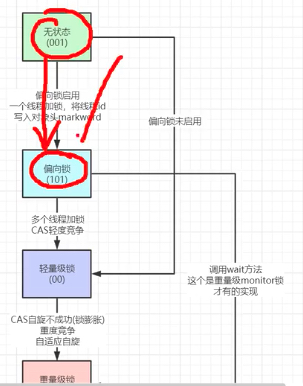 无状态
(001)
偏向锁启用
一个线程加锁，将线程id
写入对象头markword
偏向锁未启用
偏向锁
(101)
多个线程加锁
CAS轻度竞争
轻量级锁
(00)
调用wait方法
这个是重量级monitor锁
才有的实现
CAS自旋不成功(锁膨胀)
重度竞争
自适应自旋
重量级锁